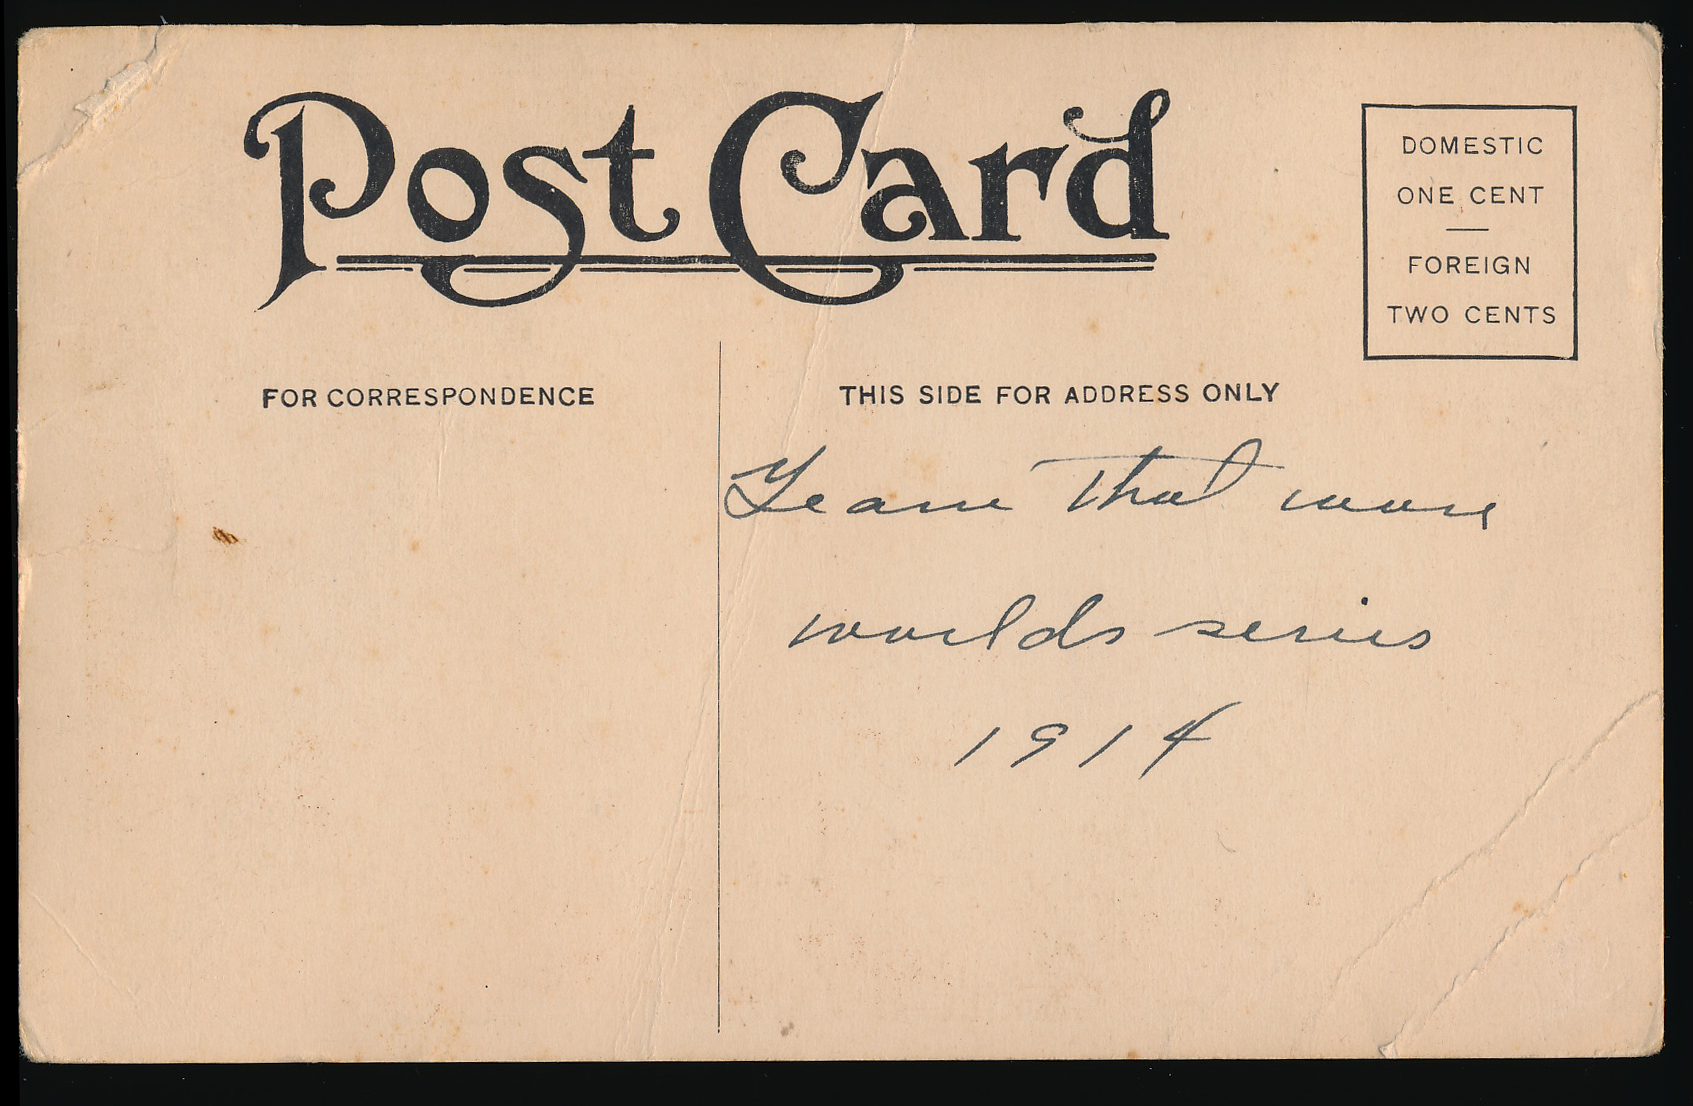 Post Card
DOMESTIC
ONE CENT
—
FOREIGN
TWO CENTS
FOR CORRESPONDENCE
THIS SIDE FOR ADDRESS ONLY
Team That won
worlds series
1914